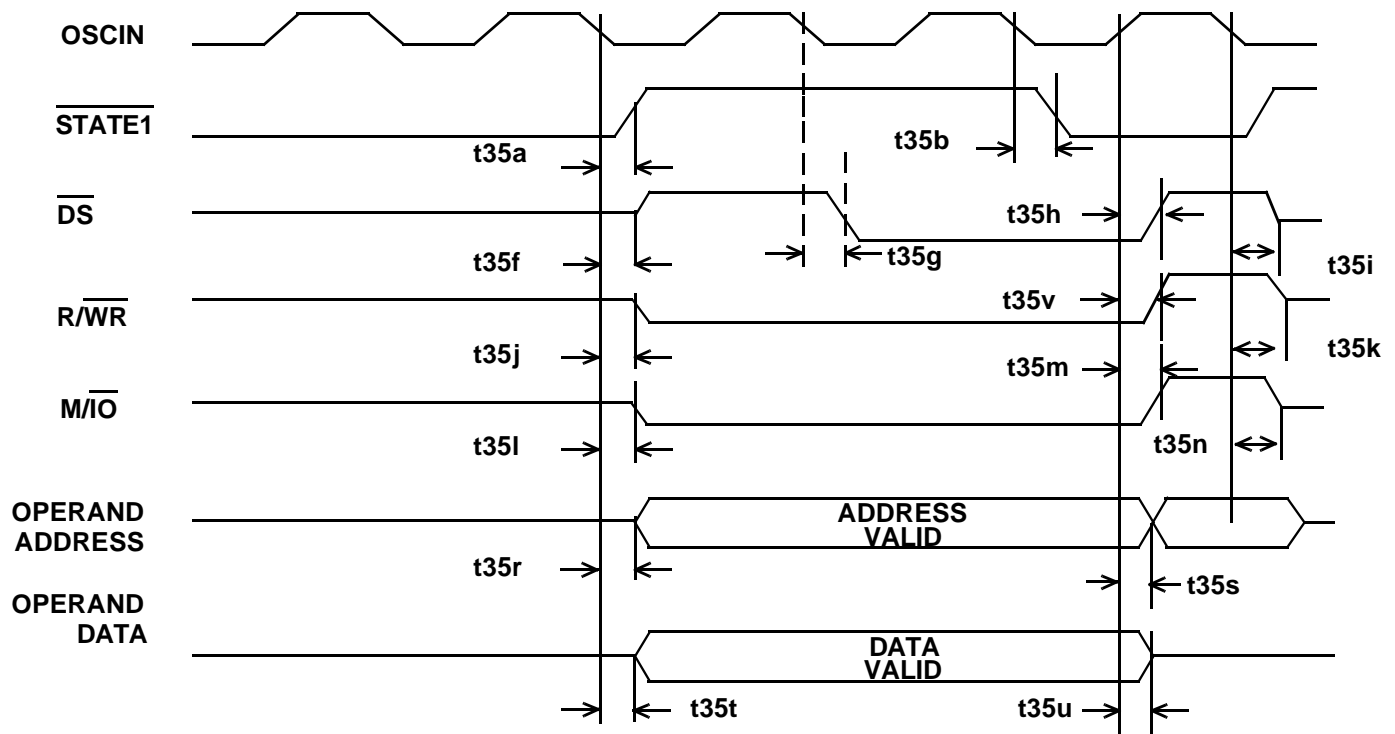 OSCIN
STATE1
t35a
t35b
DS
t35h
t35f
t35g
t35i
R/WR
t35v
t35j
t35k
t35m
M/IO
t35l
t35n
OPERAND
ADDRESS
ADDRESS
VALID
t35r
t35s
OPERAND
DATA
DATA
VALID
t35t
t35u